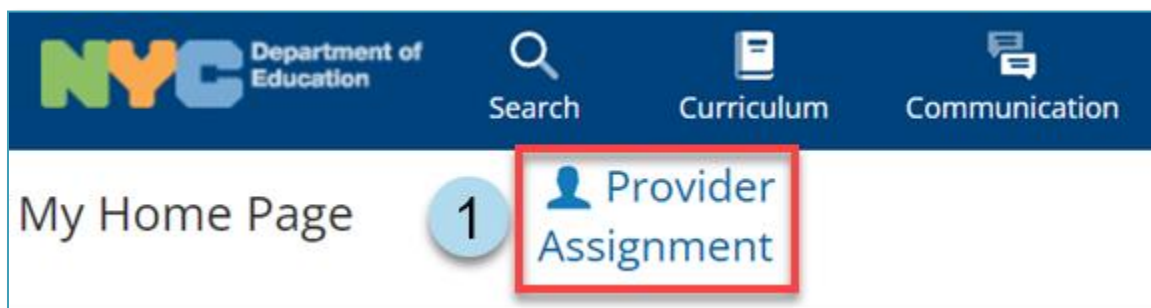 NYC Department of
Education
Search
Curriculum
Communication
My Home Page
1
Provider
Assignment